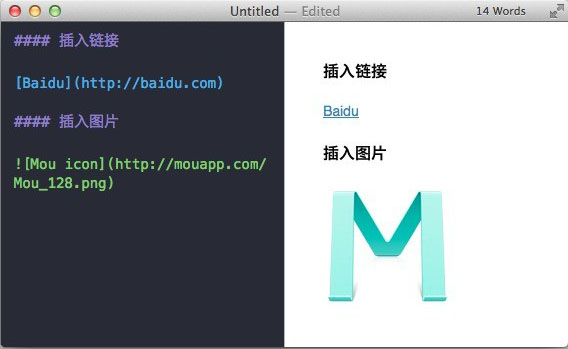 Untitled — Edited
14 Words
#### 插入链接
[Baidu](http://baidu.com)
#### 插入图片
![Mou icon](http://mouapp.com/
Mou_128.png)
插入链接
Baidu
插入图片
M